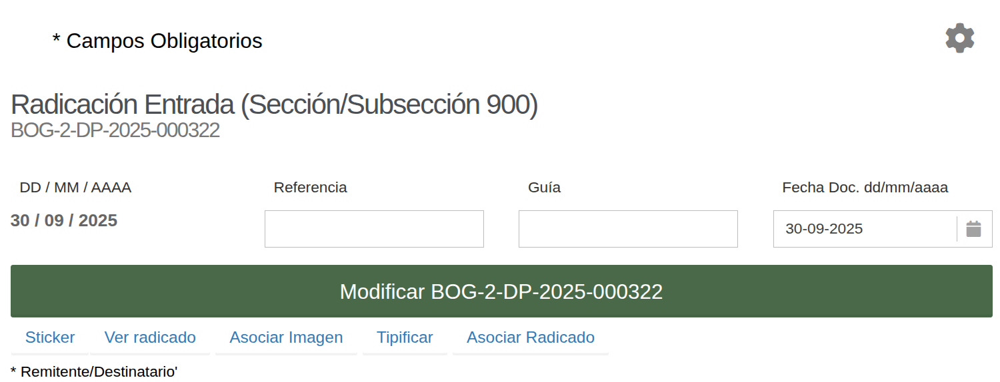 * Campos Obligatorios
Radicación Entrada (Sección/Subsección 900)
BOG-2-DP-2025-000322
DD / MM / AAAA Referencia Guía Fecha Doc. dd/mm/aaaa
30 / 09 / 2025 30-09-2025
Modificar BOG-2-DP-2025-000322
Sticker Ver radicado Asociar Imagen Tipificar Asociar Radicado
* Remitente/Destinatario'